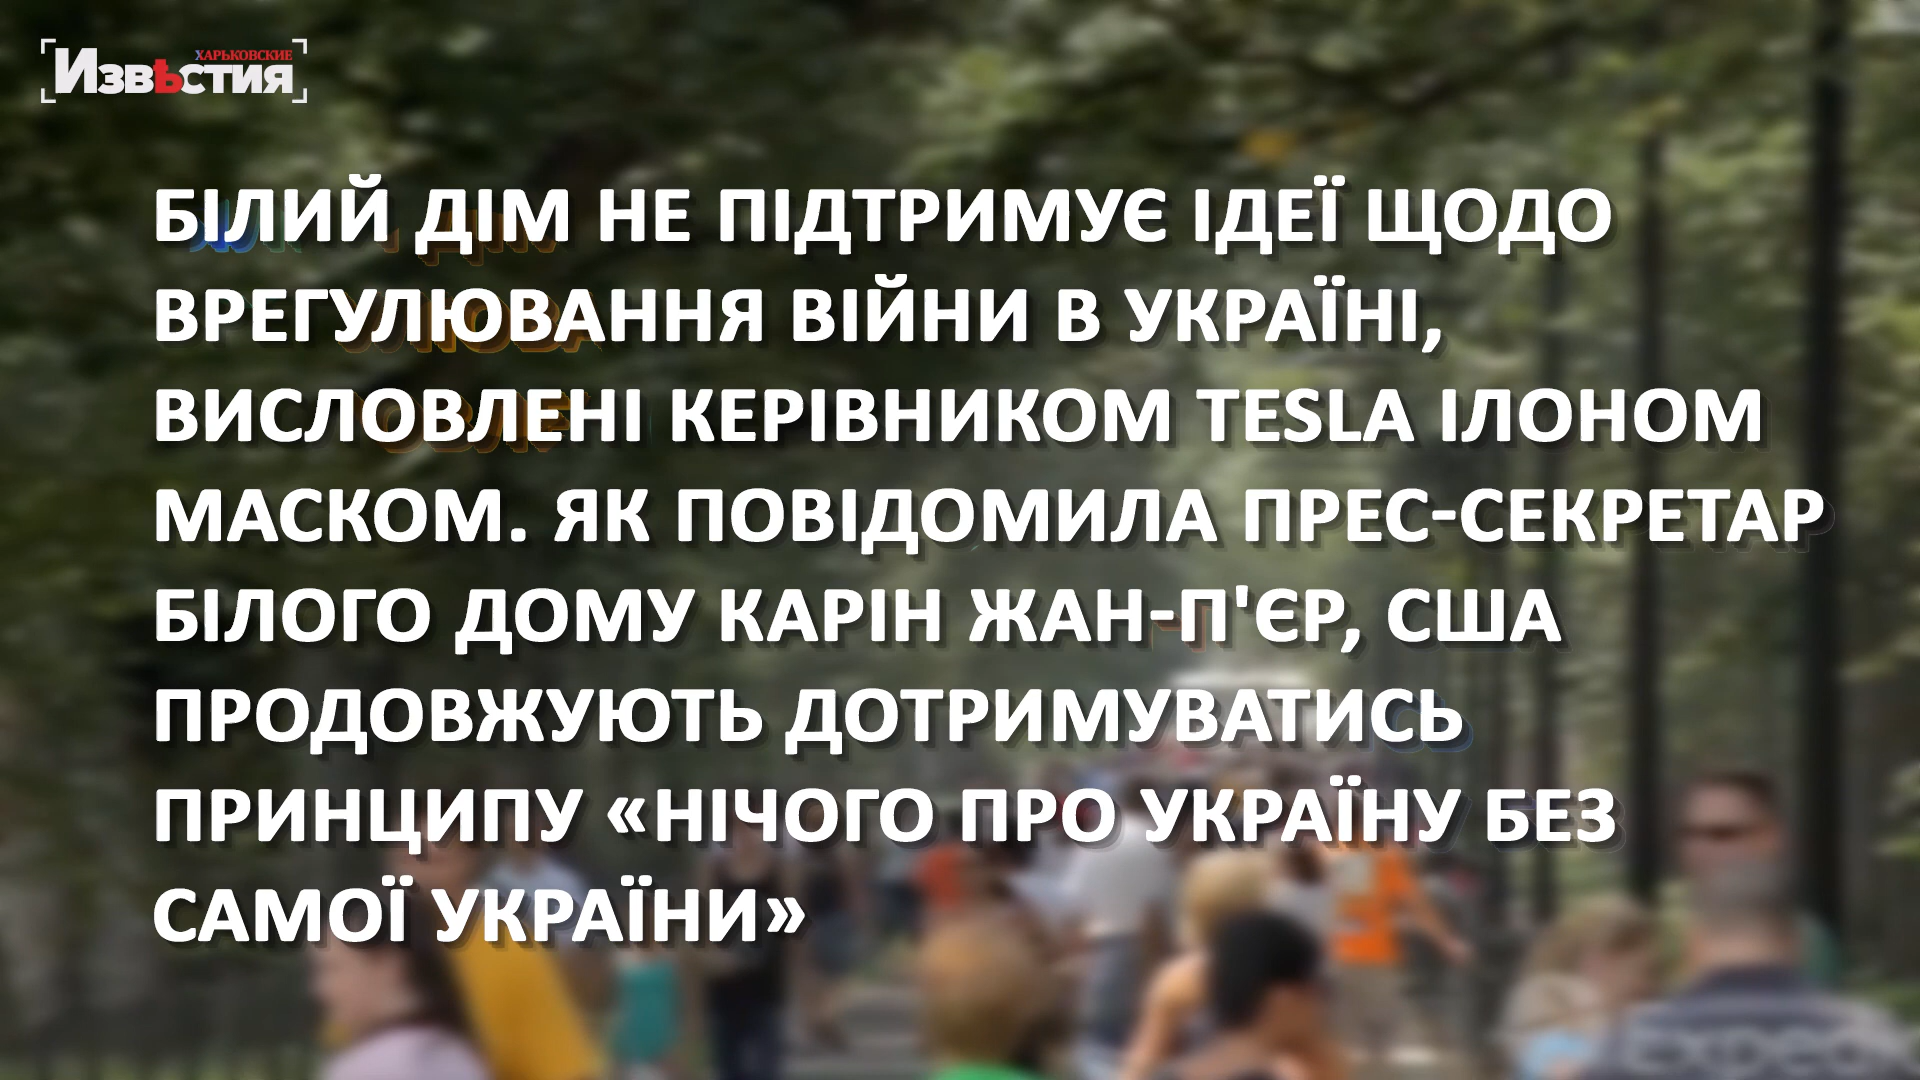 ХАРЬКОВСКИЕ
ИзвѣстиЯ
БІЛИЙ ДІМ НЕ ПІДТРИМУЄ ІДЕЇ ЩОДО
ВРЕГУЛЮВАННЯ ВІЙНИ В УКРАЇНІ,
ВИСЛОВЛЕНІ КЕРІВНИКОМ TESLA ІЛОНОМ
МАСКОМ. ЯК ПОВІДОМИЛА ПРЕС-СЕКРЕТАР
БІЛОГО ДОМУ КАРІН ЖАН-П'ЄР, США
ПРОДОВЖУЮТЬ ДОТРИМУВАТИСЬ
ПРИНЦИПУ «НІЧОГО ПРО УКРАЇНУ БЕЗ
САМОЇ УКРАЇНИ»